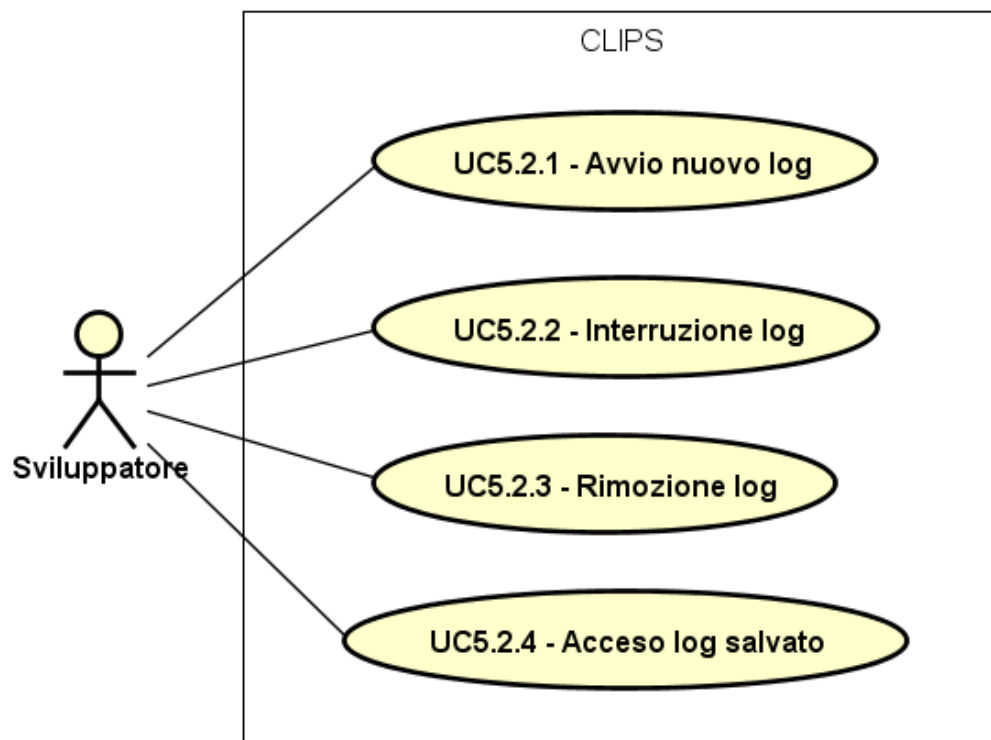 CLIPS
UC5.2.1 - Avvio nuovo log
UC5.2.2 - Interruzione log
Sviluppatore
UC5.2.3 - Rimozione log
UC5.2.4 - Acceso log salvato